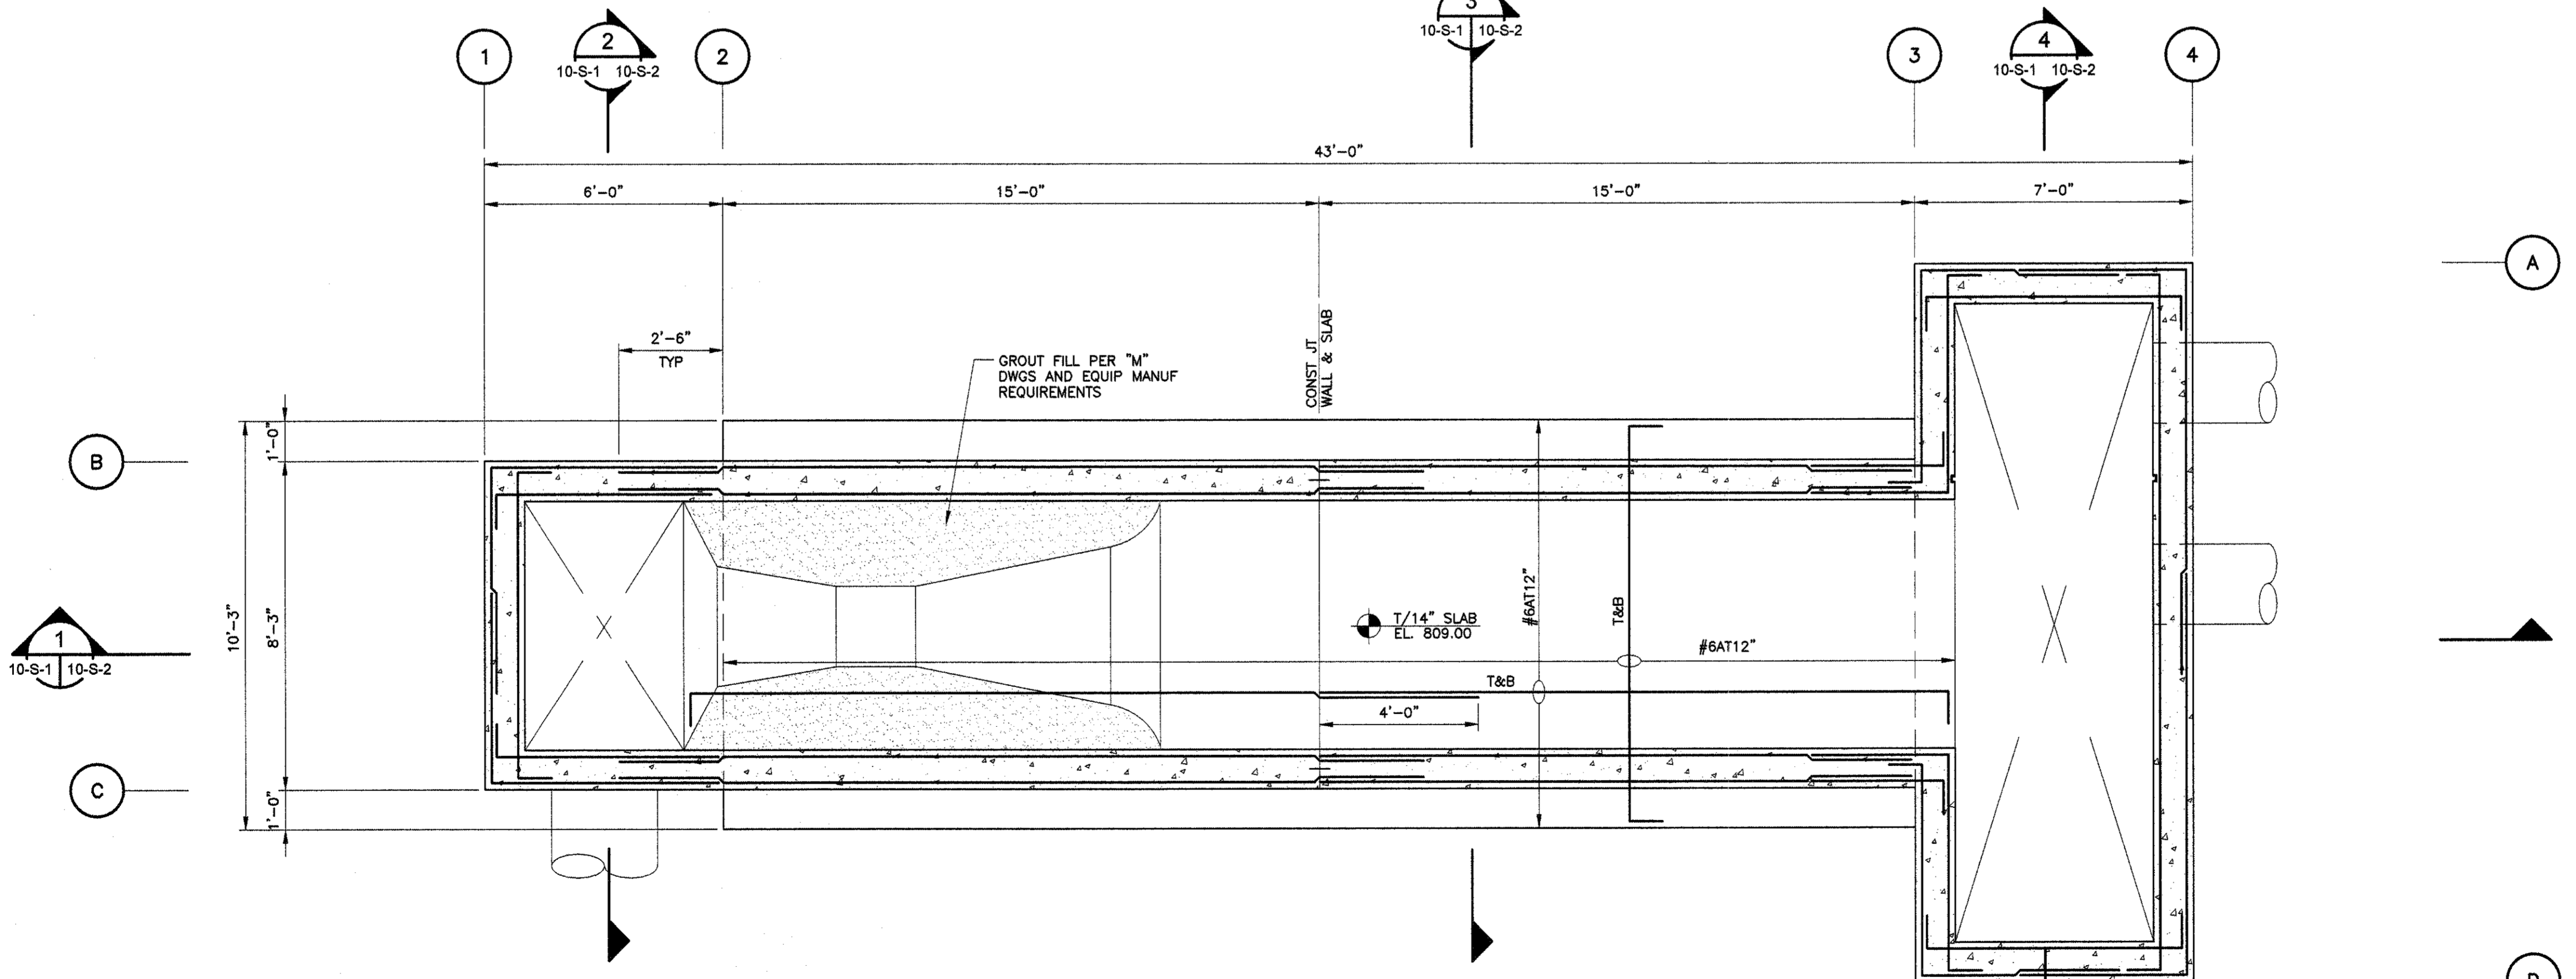 3
10-S-1 10-S-2
1
2
10-S-1 10-S-2
2
3
4
10-S-1 10-S-2
4
43'-0"
6'-0"
15'-0"
15'-0"
7'-0"
A
2'-6"
TYP
GROUT FILL PER "M"
DWGS AND EQUIP MANUF
REQUIREMENTS
CONST JT
WALL & SLAB
B
1'-0"
10'-3"
8'-3"
1'-0"
1
10-S-1 10-S-2
T/14" SLAB
EL. 809.00
#6AT12"
T&B
#6AT12"
T&B
4'-0"
C